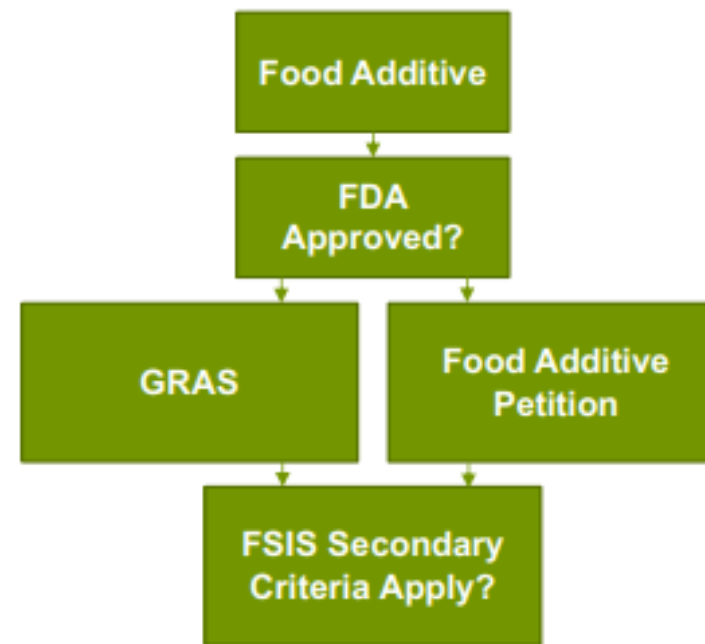 Food Additive
FDA
Approved?
GRAS
Food Additive
Petition
FSIS Secondary
Criteria Apply?